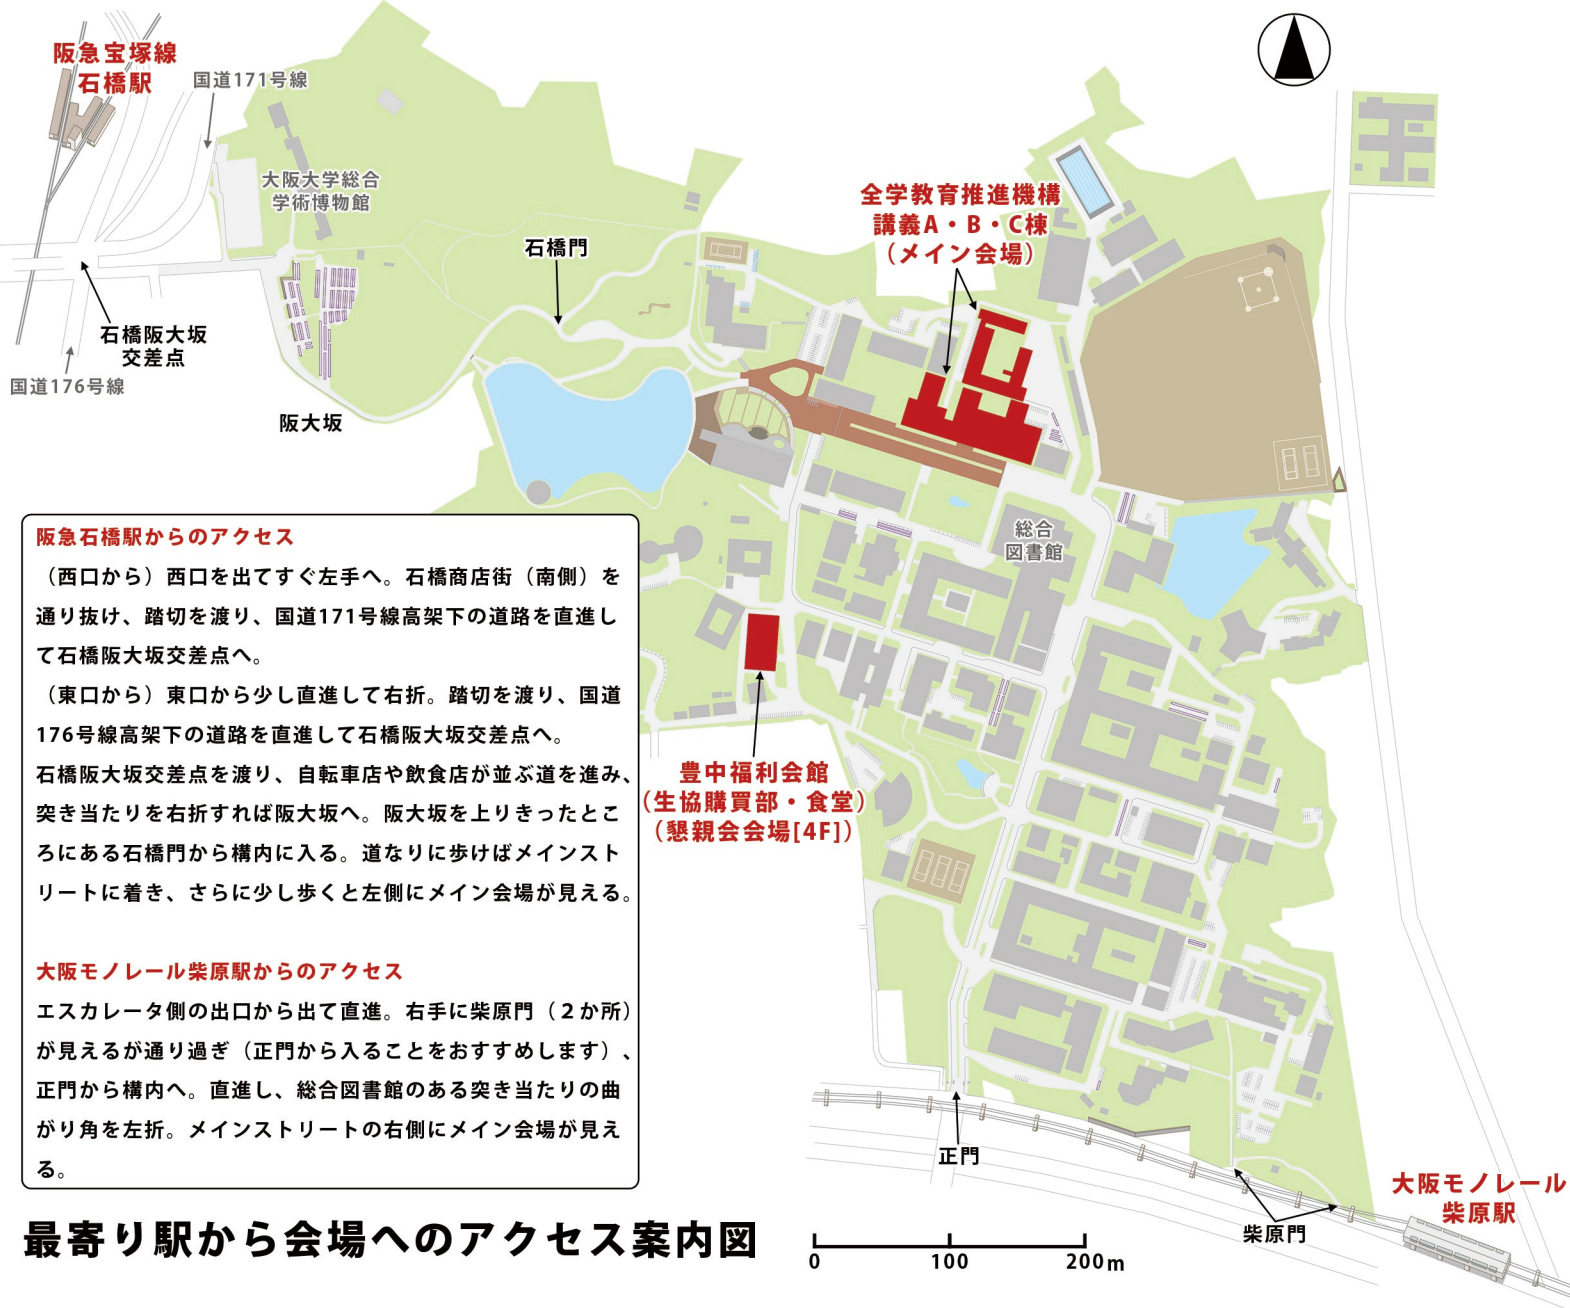 阪急宝塚線
石橋駅
国道171号線
大阪大学総合
学術博物館
石橋門
全学教育推進機構
講義A・B・C棟
（メイン会場）
石橋阪大坂
交差点
国道176号線
阪大坂
総合
図書館
阪急石橋駅からのアクセス
（西口から）西口を出てすぐ左手へ。石橋商店街（南側）を
通り抜け、踏切を渡り、国道171号線高架下の道路を直進し
て石橋阪大坂交差点へ。
（東口から）東口から少し直進して右折。踏切を渡り、国道
176号線高架下の道路を直進して石橋阪大坂交差点へ。
石橋阪大坂交差点を渡り、自転車店や飲食店が並ぶ道を進み、
突き当たりを右折すれば阪大坂へ。阪大坂を上りきったとこ
ろにある石橋門から構内に入る。道なりに歩けばメインスト
リートに着き、さらに少し歩くと左側にメイン会場が見える。
大阪モノレール柴原駅からのアクセス
エスカレータ側の出口から出て直進。右手に柴原門（２か所）
が見えるが通り過ぎ（正門から入ることをおすすめします）、
正門から構内へ。直進し、総合図書館のある突き当たりの曲
がり角を左折。メインストリートの右側にメイン会場が見え
る。
豊中福利会館
（生協購買部・食堂）
（懇親会会場[4F]）
正門
柴原門
大阪モノレール
柴原駅
最寄り駅から会場へのアクセス案内図
0 100 200m